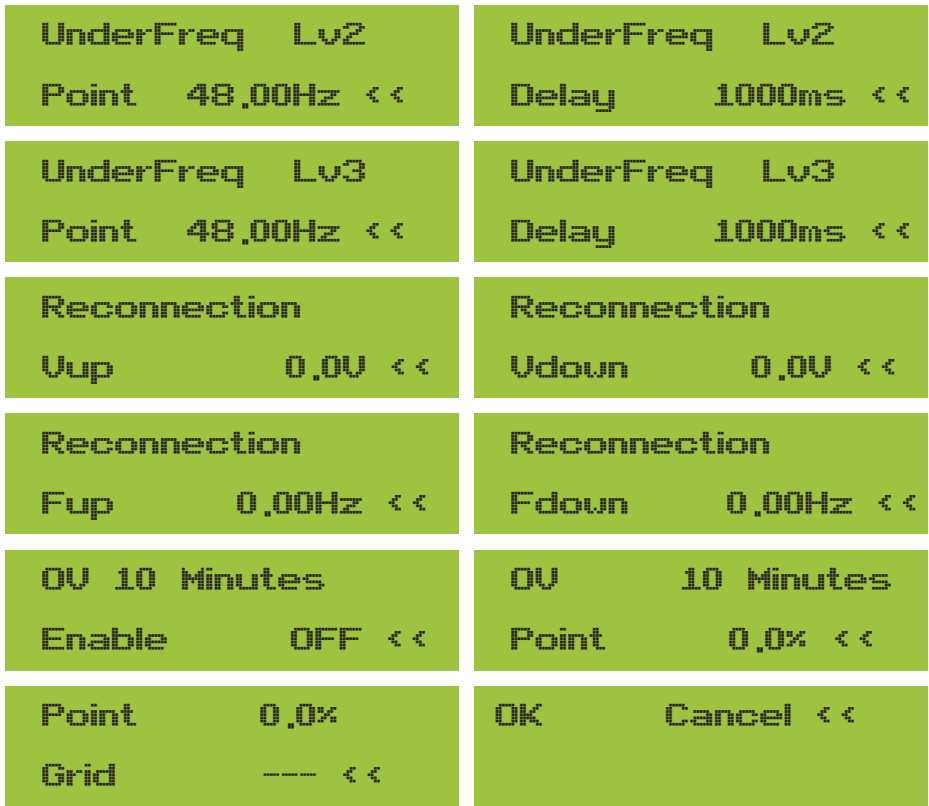 UnderFreq Lv2
Point 48.00Hz <<
UnderFreq Lv2
Delay 1000ms <<
UnderFreq Lv3
Point 48.00Hz <<
UnderFreq Lv3
Delay 1000ms <<
Reconnection
Vup 0.0V <<
Reconnection
Vdown 0.0V <<
Reconnection
Fup 0.00Hz <<
Reconnection
Fdown 0.00Hz <<
OV 10 Minutes
Enable OFF <<
OV 10 Minutes
Point 0.0% <<
Point 0.0%
Grid --- <<
OK Cancel <<